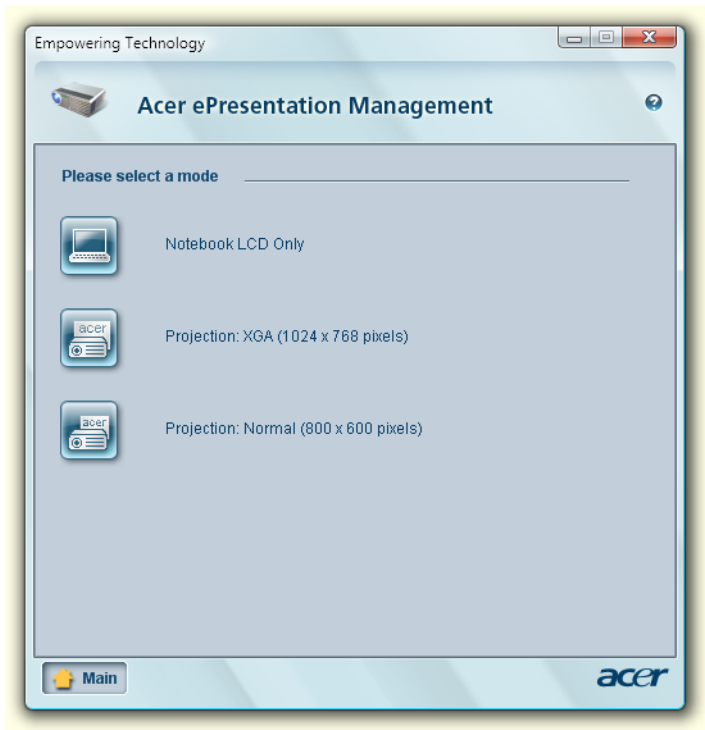 Empowering Technology
Acer ePresentation Management
?
Please select a mode
Notebook LCD Only
acer
Projection: XGA (1024 x 768 pixels)
acer
Projection: Normal (800 x 600 pixels)
Main
acer